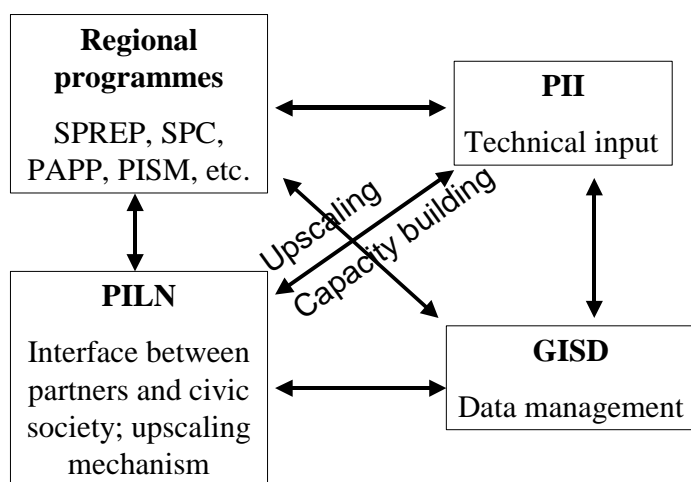 Regional
programmes
SPREP, SPC,
PAPP, PISM, etc.
PII
Technical input
Upscaling
Capacity building
PILN
Interface between
partners and civic
society; upscaling
mechanism
GISD
Data management